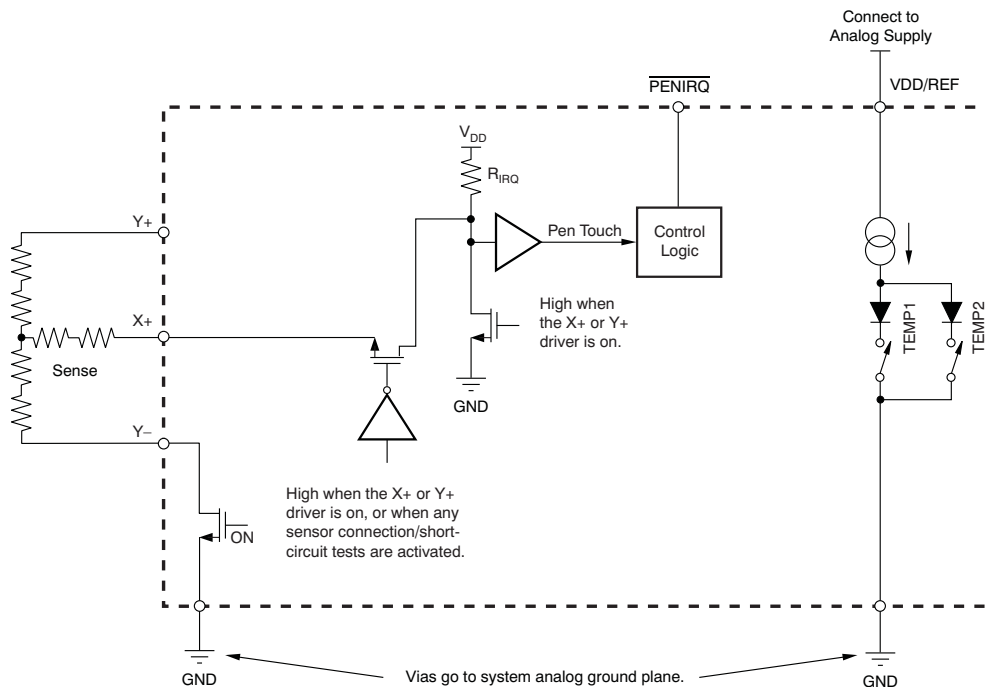 Connect to
Analog Supply
PENIRQ
VDD/REF
VDD
RIRQ
Y+
Pen Touch
Control
Logic
High when
the X+ or Y+
driver is on.
X+
TEMP1
TEMP2
Sense
GND
Y–
High when the X+ or Y+
driver is on, or when any
sensor connection/short-
circuit tests are activated.
ON
Vias go to system analog ground plane.
GND
GND